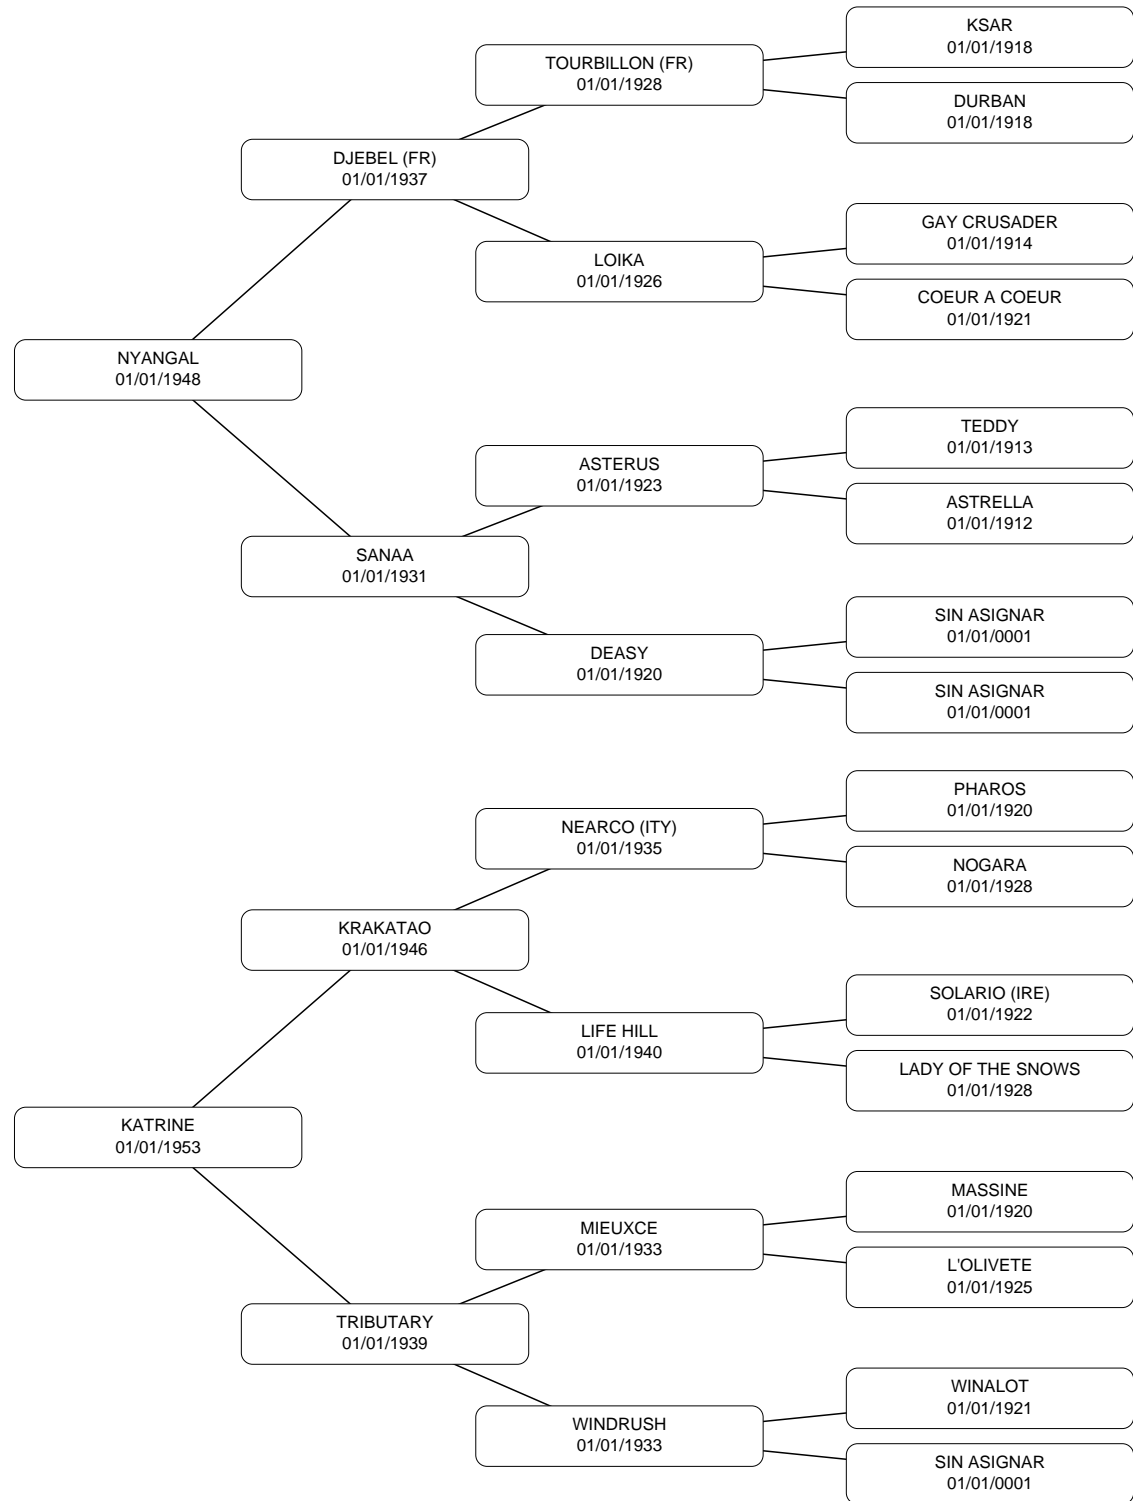 KSAR
01/01/1918
TOURBILLON (FR)
01/01/1928
DURBAN
01/01/1918
DJEBEL (FR)
01/01/1937
GAY CRUSADER
01/01/1914
LOIKA
01/01/1926
COEUR A COEUR
01/01/1921
NYANGAL
01/01/1948
TEDDY
01/01/1913
ASTERUS
01/01/1923
ASTRELLA
01/01/1912
SANAA
01/01/1931
SIN ASIGNAR
01/01/0001
DEASY
01/01/1920
SIN ASIGNAR
01/01/0001
PHAROS
01/01/1920
NEARCO (ITY)
01/01/1935
NOGARA
01/01/1928
KRAKATAO
01/01/1946
SOLARIO (IRE)
01/01/1922
LIFE HILL
01/01/1940
LADY OF THE SNOWS
01/01/1928
KATRINE
01/01/1953
MASSINE
01/01/1920
MIEUXCE
01/01/1933
L'OLIVETE
01/01/1925
TRIBUTARY
01/01/1939
WINALOT
01/01/1921
WINDRUSH
01/01/1933
SIN ASIGNAR
01/01/0001